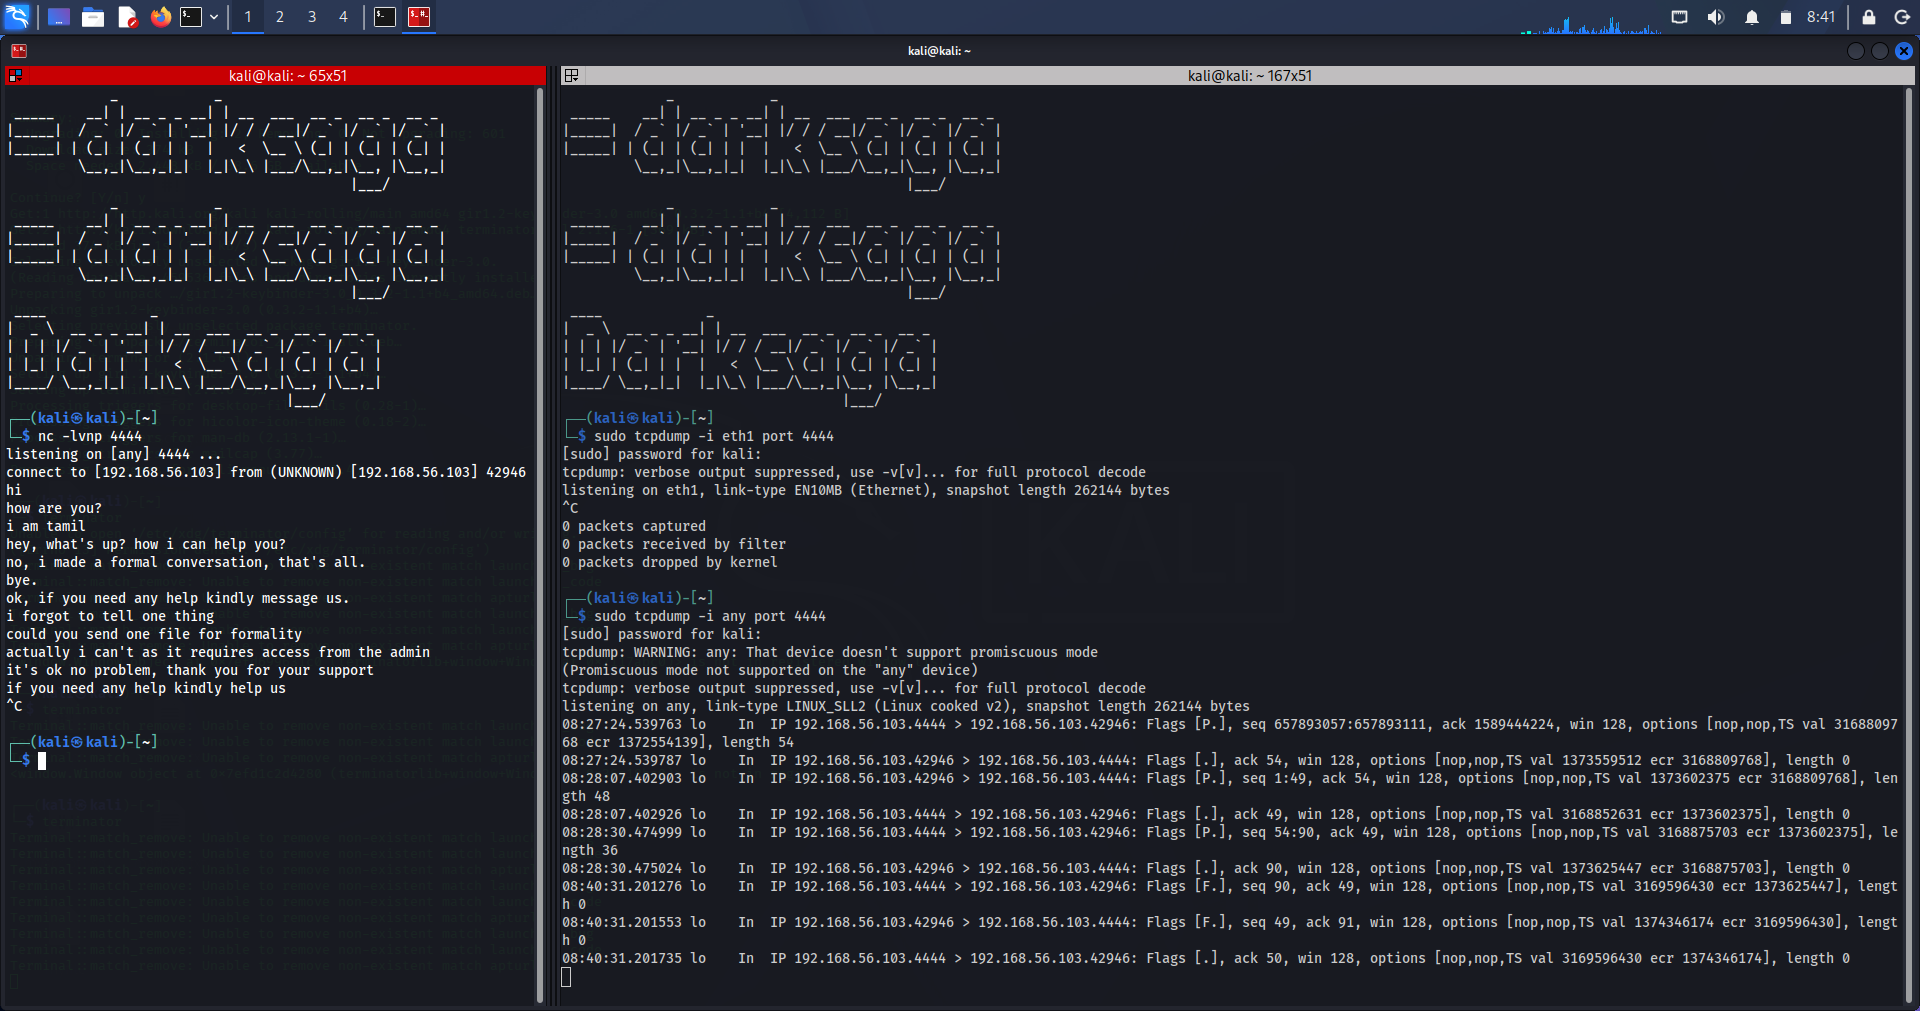 1 2 3 4
8:41
kali@kali: ~
kali@kali: ~ 65x51
darksaga
darksaga
Darksaga
┌──(kali㉿kali)-[~]
└─$ nc -lvnp 4444
listening on [any] 4444 ...
connect to [192.168.56.103] from (UNKNOWN) [192.168.56.103] 42946
hi
how are you?
i am tamil
hey, what's up? how i can help you?
no, i made a formal conversation, that's all.
bye.
ok, if you need any help kindly message us.
i forgot to tell one thing
could you send one file for formality
actually i can't as it requires access from the admin
it's ok no problem, thank you for your support
if you need any help kindly help us
^C
┌──(kali㉿kali)-[~]
└─$
kali@kali: ~ 167x51
darksaga
darksaga
Darksaga
┌──(kali㉿kali)-[~]
└─$ sudo tcpdump -i eth1 port 4444
[sudo] password for kali:
tcpdump: verbose output suppressed, use -v[v]... for full protocol decode
listening on eth1, link-type EN10MB (Ethernet), snapshot length 262144 bytes
^C
0 packets captured
0 packets received by filter
0 packets dropped by kernel
┌──(kali㉿kali)-[~]
└─$ sudo tcpdump -i any port 4444
[sudo] password for kali:
tcpdump: WARNING: any: That device doesn't support promiscuous mode
(Promiscuous mode not supported on the "any" device)
tcpdump: verbose output suppressed, use -v[v]... for full protocol decode
listening on any, link-type LINUX_SLL2 (Linux cooked v2), snapshot length 262144 bytes
08:27:24.539763 lo    In  IP 192.168.56.103.4444 > 192.168.56.103.42946: Flags [P.], seq 657893057:657893111, ack 1589444224, win 128, options [nop,nop,TS val 31688097
68 ecr 1372554139], length 54
08:27:24.539787 lo    In  IP 192.168.56.103.42946 > 192.168.56.103.4444: Flags [.], ack 54, win 128, options [nop,nop,TS val 1373559512 ecr 3168809768], length 0
08:28:07.402903 lo    In  IP 192.168.56.103.42946 > 192.168.56.103.4444: Flags [P.], seq 1:49, ack 54, win 128, options [nop,nop,TS val 1373602375 ecr 3168809768], len
gth 48
08:28:07.402926 lo    In  IP 192.168.56.103.4444 > 192.168.56.103.42946: Flags [.], ack 49, win 128, options [nop,nop,TS val 3168852631 ecr 1373602375], length 0
08:28:30.474999 lo    In  IP 192.168.56.103.4444 > 192.168.56.103.42946: Flags [P.], seq 54:90, ack 49, win 128, options [nop,nop,TS val 3168875703 ecr 1373602375], le
ngth 36
08:28:30.475024 lo    In  IP 192.168.56.103.42946 > 192.168.56.103.4444: Flags [.], ack 90, win 128, options [nop,nop,TS val 1373625447 ecr 3168875703], length 0
08:40:31.201276 lo    In  IP 192.168.56.103.4444 > 192.168.56.103.42946: Flags [F.], seq 90, ack 49, win 128, options [nop,nop,TS val 3169596430 ecr 1373625447], lengt
h 0
08:40:31.201553 lo    In  IP 192.168.56.103.42946 > 192.168.56.103.4444: Flags [F.], seq 49, ack 91, win 128, options [nop,nop,TS val 1374346174 ecr 3169596430], lengt
h 0
08:40:31.201735 lo    In  IP 192.168.56.103.4444 > 192.168.56.103.42946: Flags [.], ack 50, win 128, options [nop,nop,TS val 3169596430 ecr 1374346174], length 0